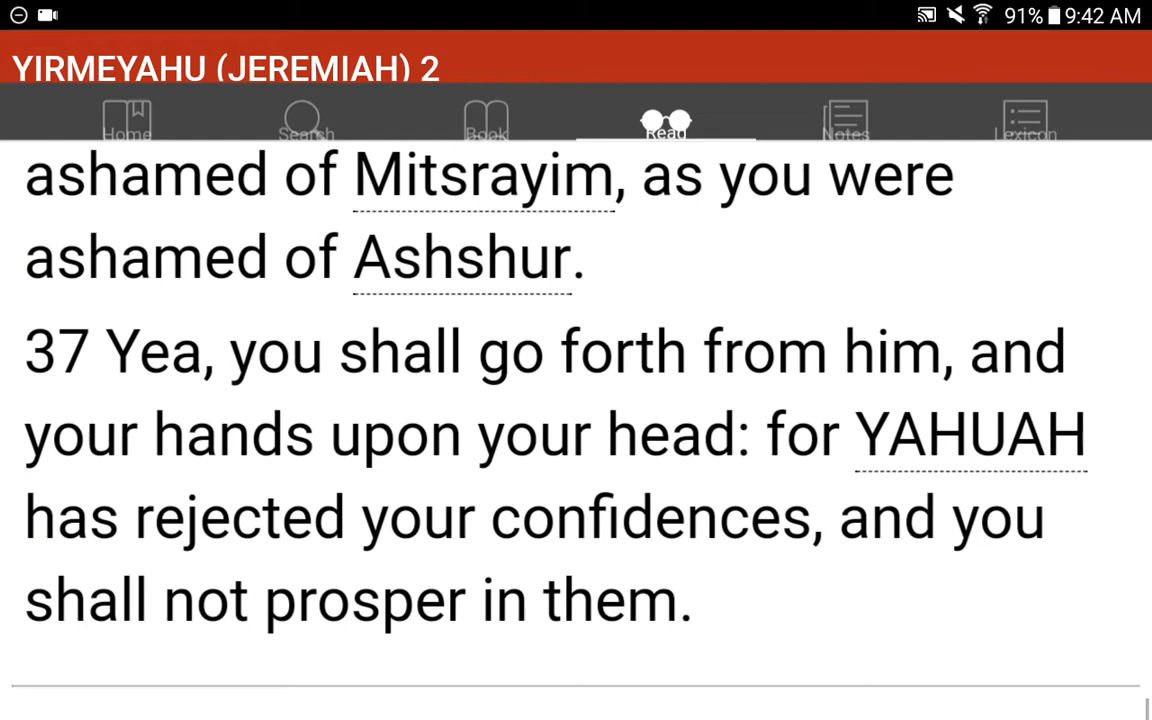 91% 9:42 AM
YIRMEYAHU (JEREMIAH) 2
Home Search Book Read Notes Lexicon
ashamed of Mitsrayim, as you were
ashamed of Ashshur.
37 Yea, you shall go forth from him, and
your hands upon your head: for YAHUAH
has rejected your confidences, and you
shall not prosper in them.